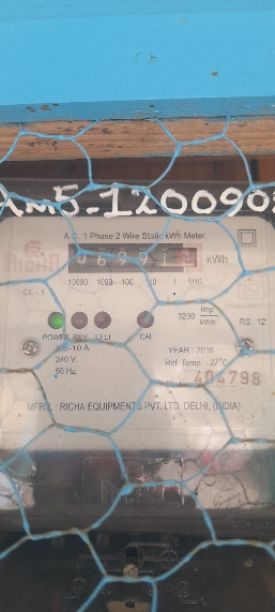 AM5-1200903
A.C. 1 Phase 2 Wire Static kWh Meter
kWh
10000 1000 100 10 1 1/10
CL - 1
3200 Imp/kWh
RS. 12
POWER REV. E/L CAL
240 V.
50 Hz.
YEAR: 2016
Ref. Temp. 27°C
404798
MFRS.: RICHA EQUIPMENTS PVT. LTD. DELHI, (INDIA)